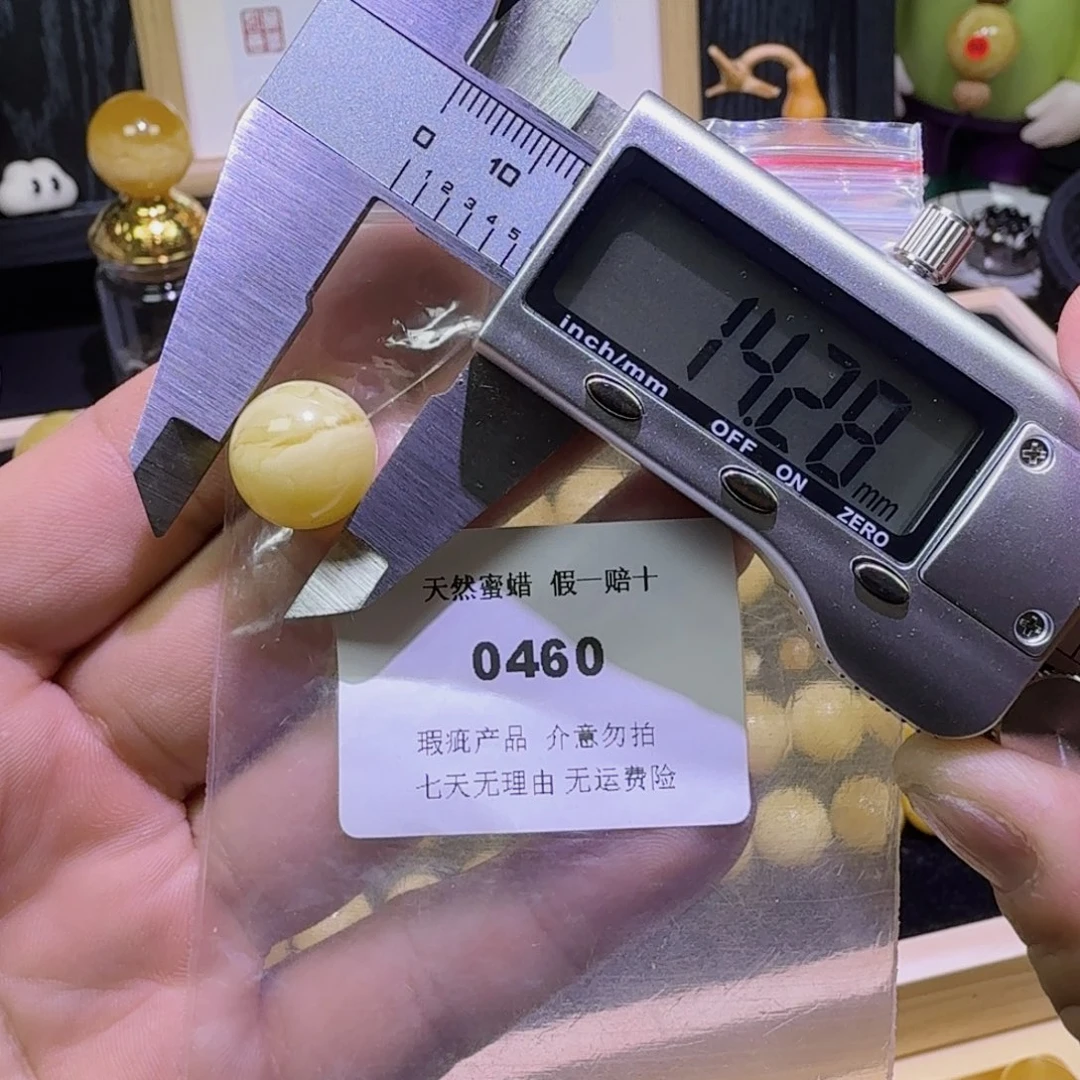 0 10
1 2 3 4 5
14.28 mm
inch/mm
OFF ON
ZERO
天然蜜蜡 假一赔十
0460
瑕疵产品 介意勿拍
七天无理由 无运费险